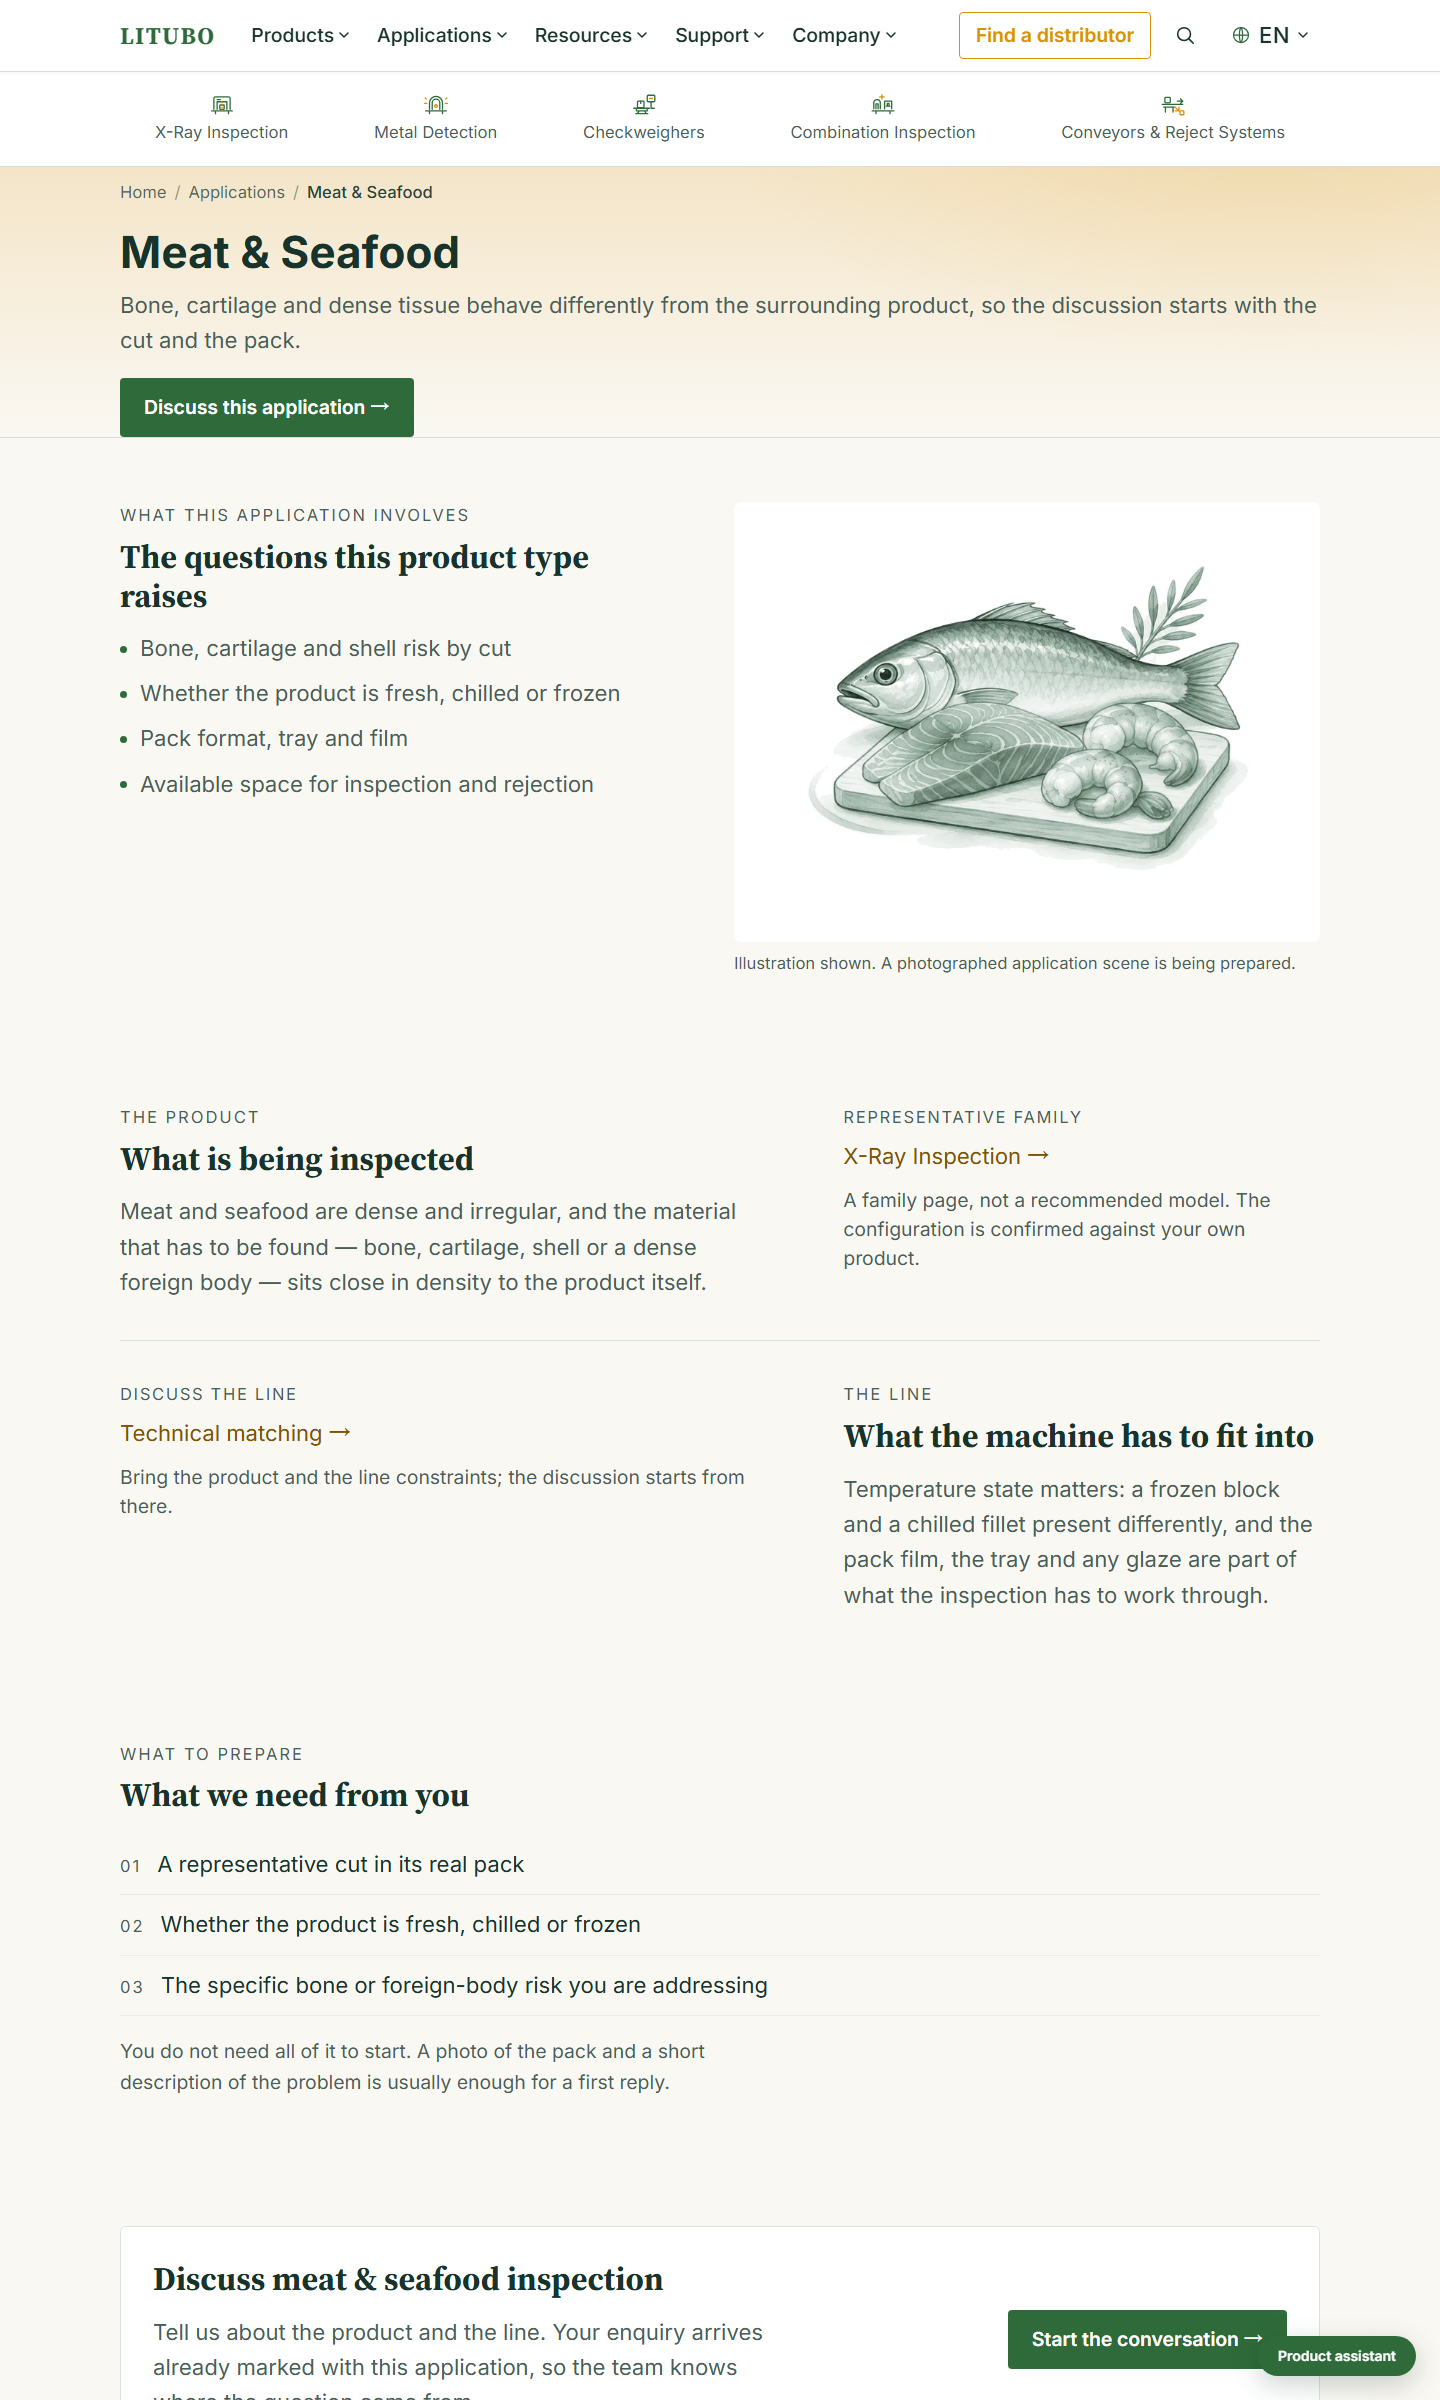 LITUBO
Products
Applications
Resources
Support
Company
Find a distributor
EN
X-Ray Inspection
Metal Detection
Checkweighers
Combination Inspection
Conveyors & Reject Systems
Home / Applications / Meat & Seafood
Meat & Seafood
Bone, cartilage and dense tissue behave differently from the surrounding product, so the discussion starts with the
cut and the pack.
Discuss this application →
WHAT THIS APPLICATION INVOLVES
The questions this product type
raises
Bone, cartilage and shell risk by cut
Whether the product is fresh, chilled or frozen
Pack format, tray and film
Available space for inspection and rejection
Illustration shown. A photographed application scene is being prepared.
THE PRODUCT
What is being inspected
Meat and seafood are dense and irregular, and the material
that has to be found — bone, cartilage, shell or a dense
foreign body — sits close in density to the product itself.
REPRESENTATIVE FAMILY
X-Ray Inspection →
A family page, not a recommended model. The
configuration is confirmed against your own
product.
DISCUSS THE LINE
Technical matching →
Bring the product and the line constraints; the discussion starts from
there.
THE LINE
What the machine has to fit into
Temperature state matters: a frozen block
and a chilled fillet present differently, and the
pack film, the tray and any glaze are part of
what the inspection has to work through.
WHAT TO PREPARE
What we need from you
01 A representative cut in its real pack
02 Whether the product is fresh, chilled or frozen
03 The specific bone or foreign-body risk you are addressing
You do not need all of it to start. A photo of the pack and a short
description of the problem is usually enough for a first reply.
Discuss meat & seafood inspection
Tell us about the product and the line. Your enquiry arrives
already marked with this application, so the team knows
where the question came from.
Start the conversation →
Product assistant